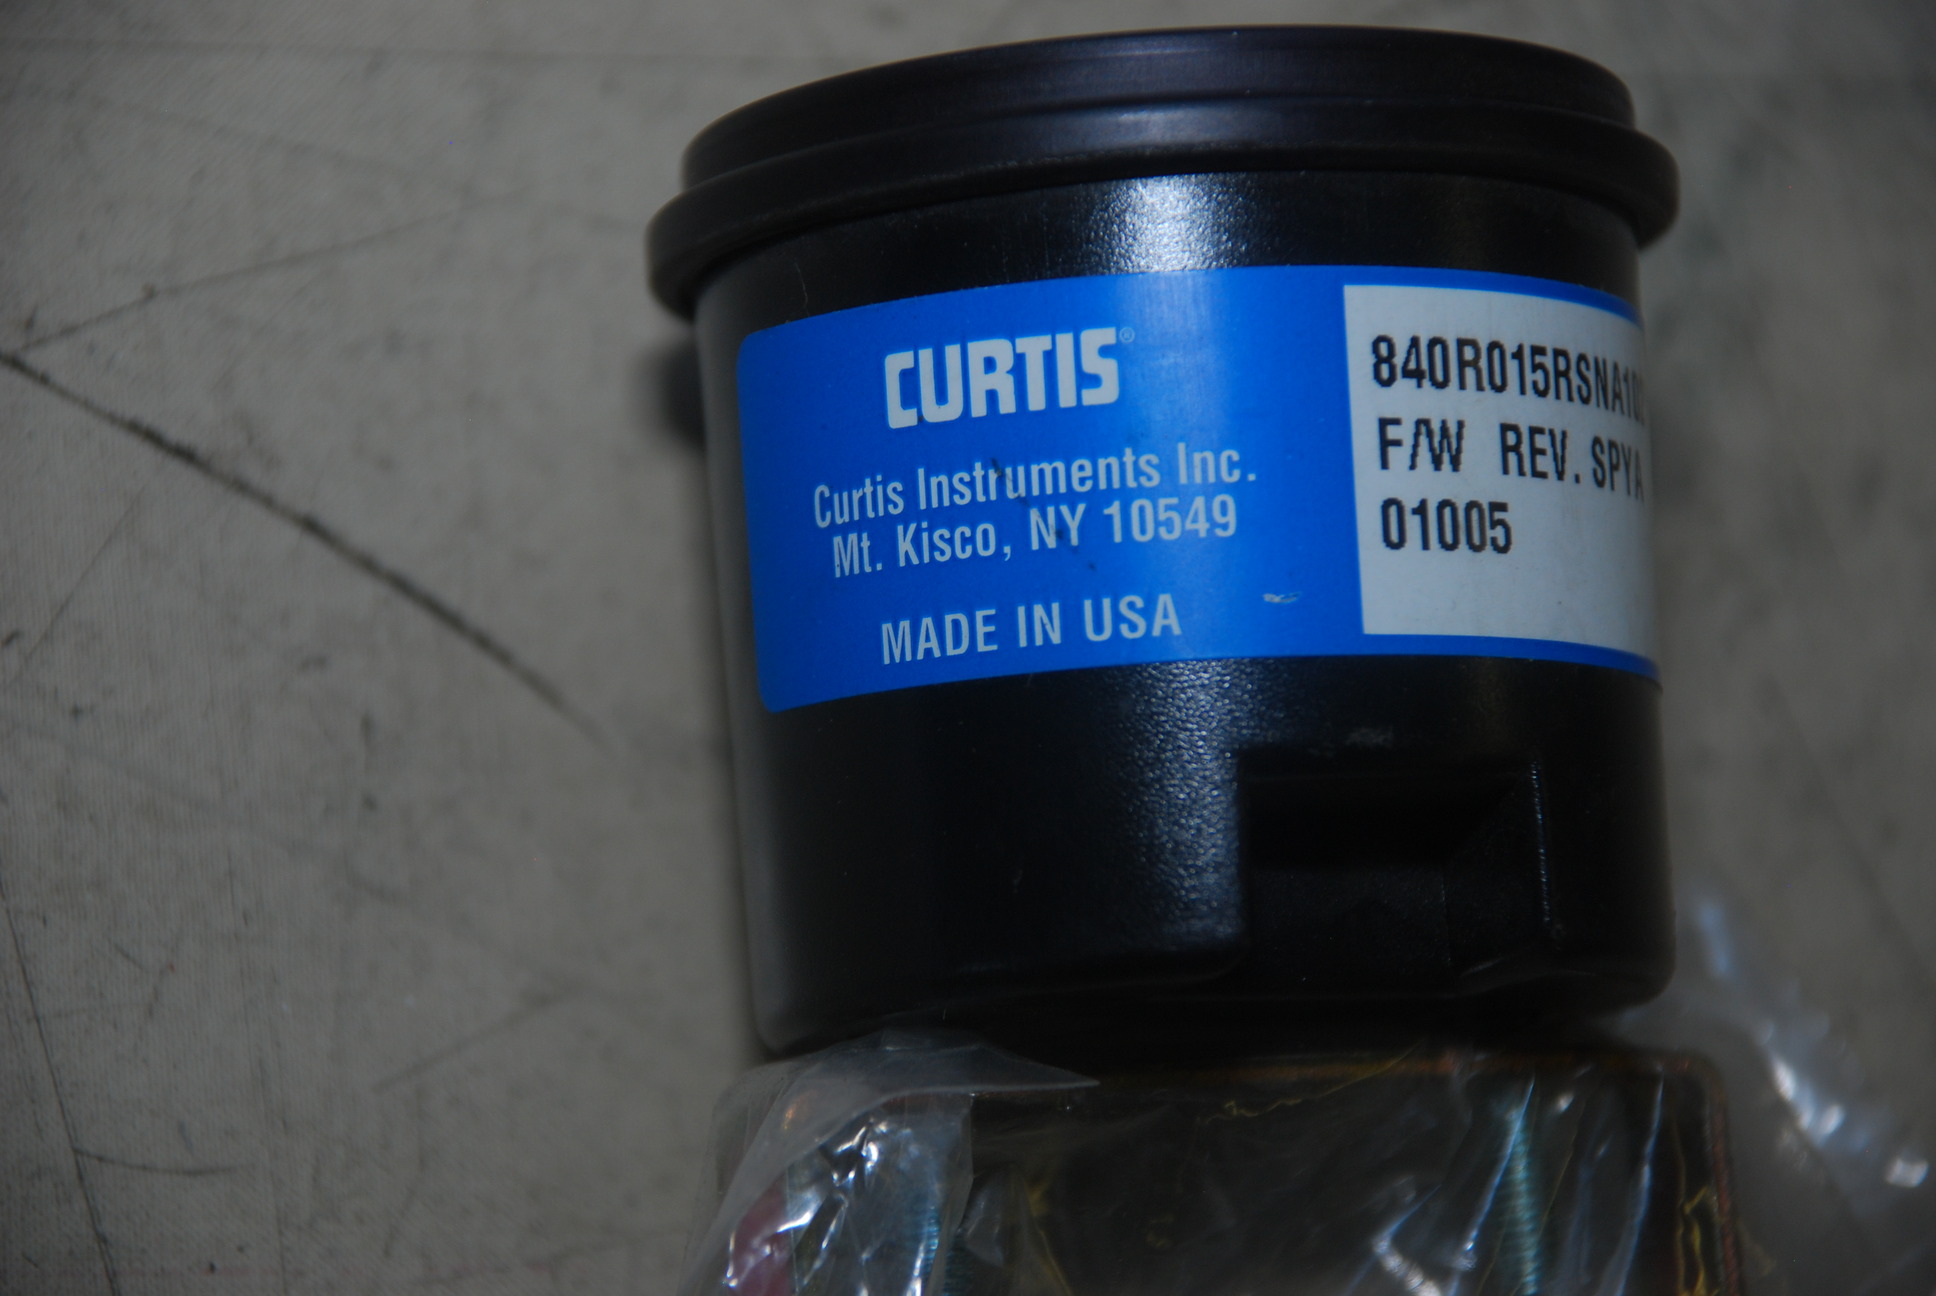 CURTIS®
Curtis Instruments Inc.
Mt. Kisco, NY 10549
MADE IN USA
F/W REV. SPYA
01005